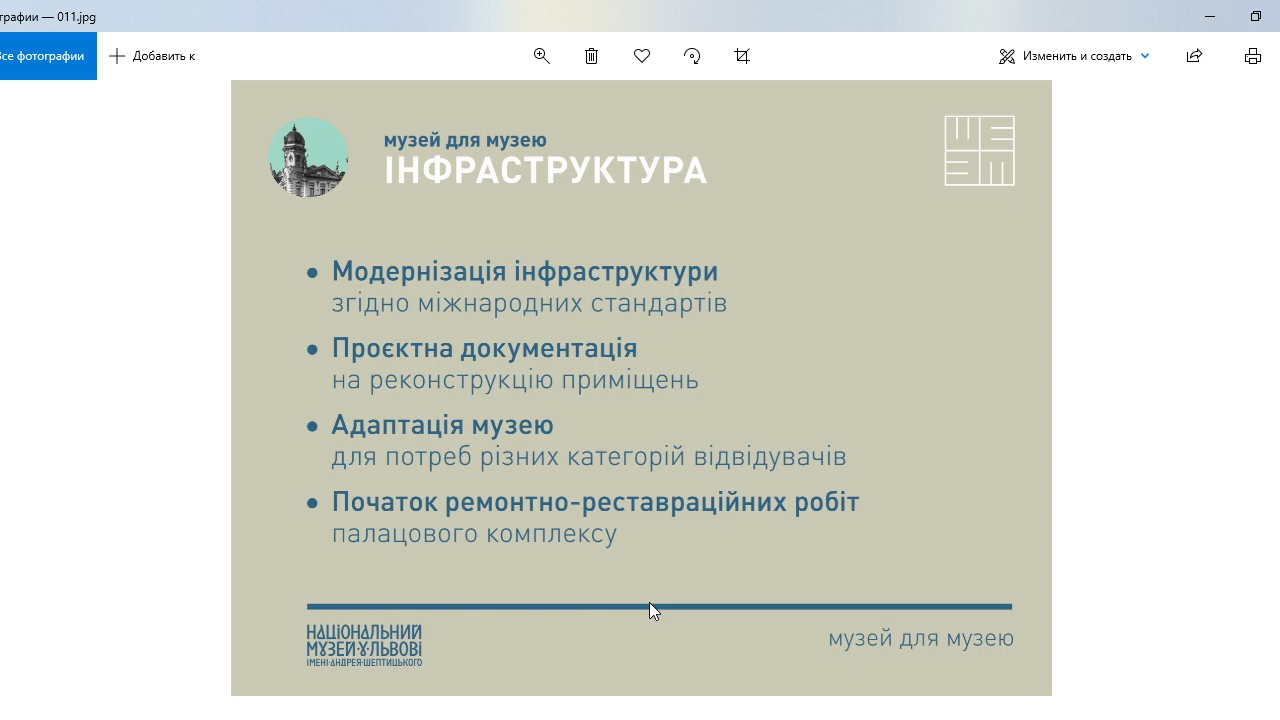 графии — 011.jpg
все фотографии
Добавить к
Изменить и создать
музей для музею
ІНФРАСТРУКТУРА
• Модернізація інфраструктури
згідно міжнародних стандартів
• Проєктна документація
на реконструкцію приміщень
• Адаптація музею
для потреб різних категорій відвідувачів
• Початок ремонтно-реставраційних робіт
палацового комплексу
НАЦІОНАЛЬНИЙ
МУЗЕЙ·У·ЛЬВОВІ
ІМЕНІ·АНДРЕЯ·ШЕПТИЦЬКОГО
музей для музею